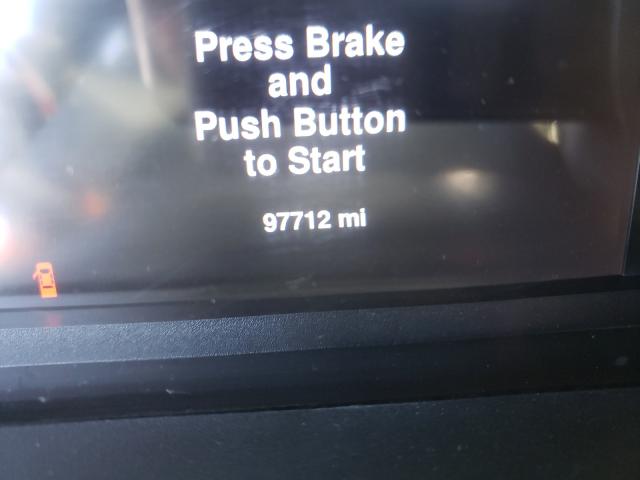 Press Brake
and
Push Button
to Start
97712 mi